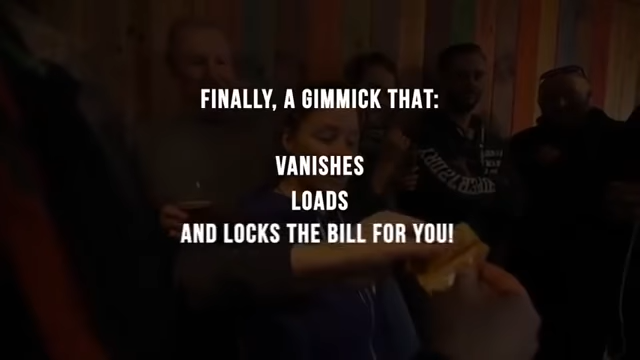 FINALLY, A GIMMICK THAT:
VANISHES
LOADS
AND LOCKS THE BILL FOR YOU!